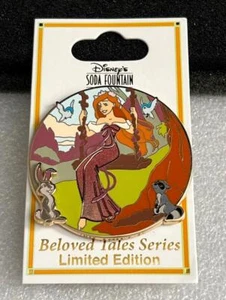 Disney's
SODA FOUNTAIN
Beloved Tales Series
Limited Edition